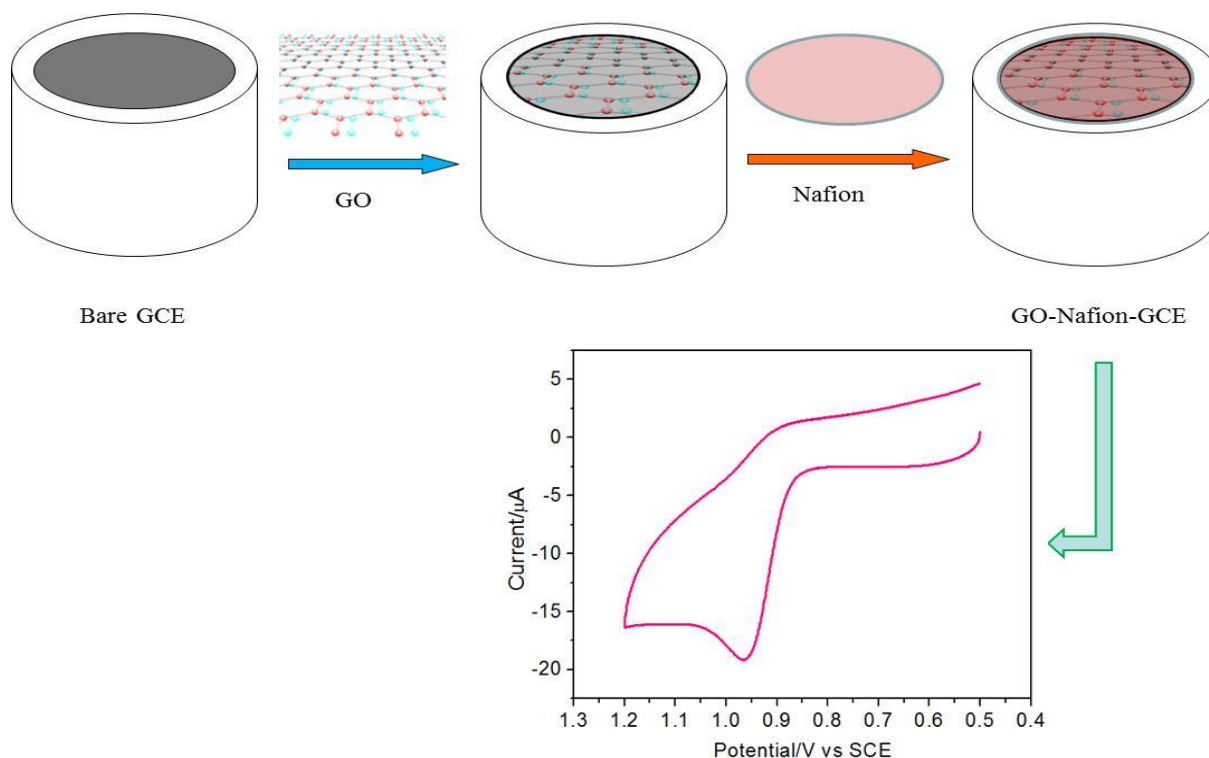 GO
Nafion
Bare GCE
GO-Nafion-GCE
5
0
-5
-10
-15
-20
Current/μA
1.3 1.2 1.1 1.0 0.9 0.8 0.7 0.6 0.5 0.4
Potential/V vs SCE